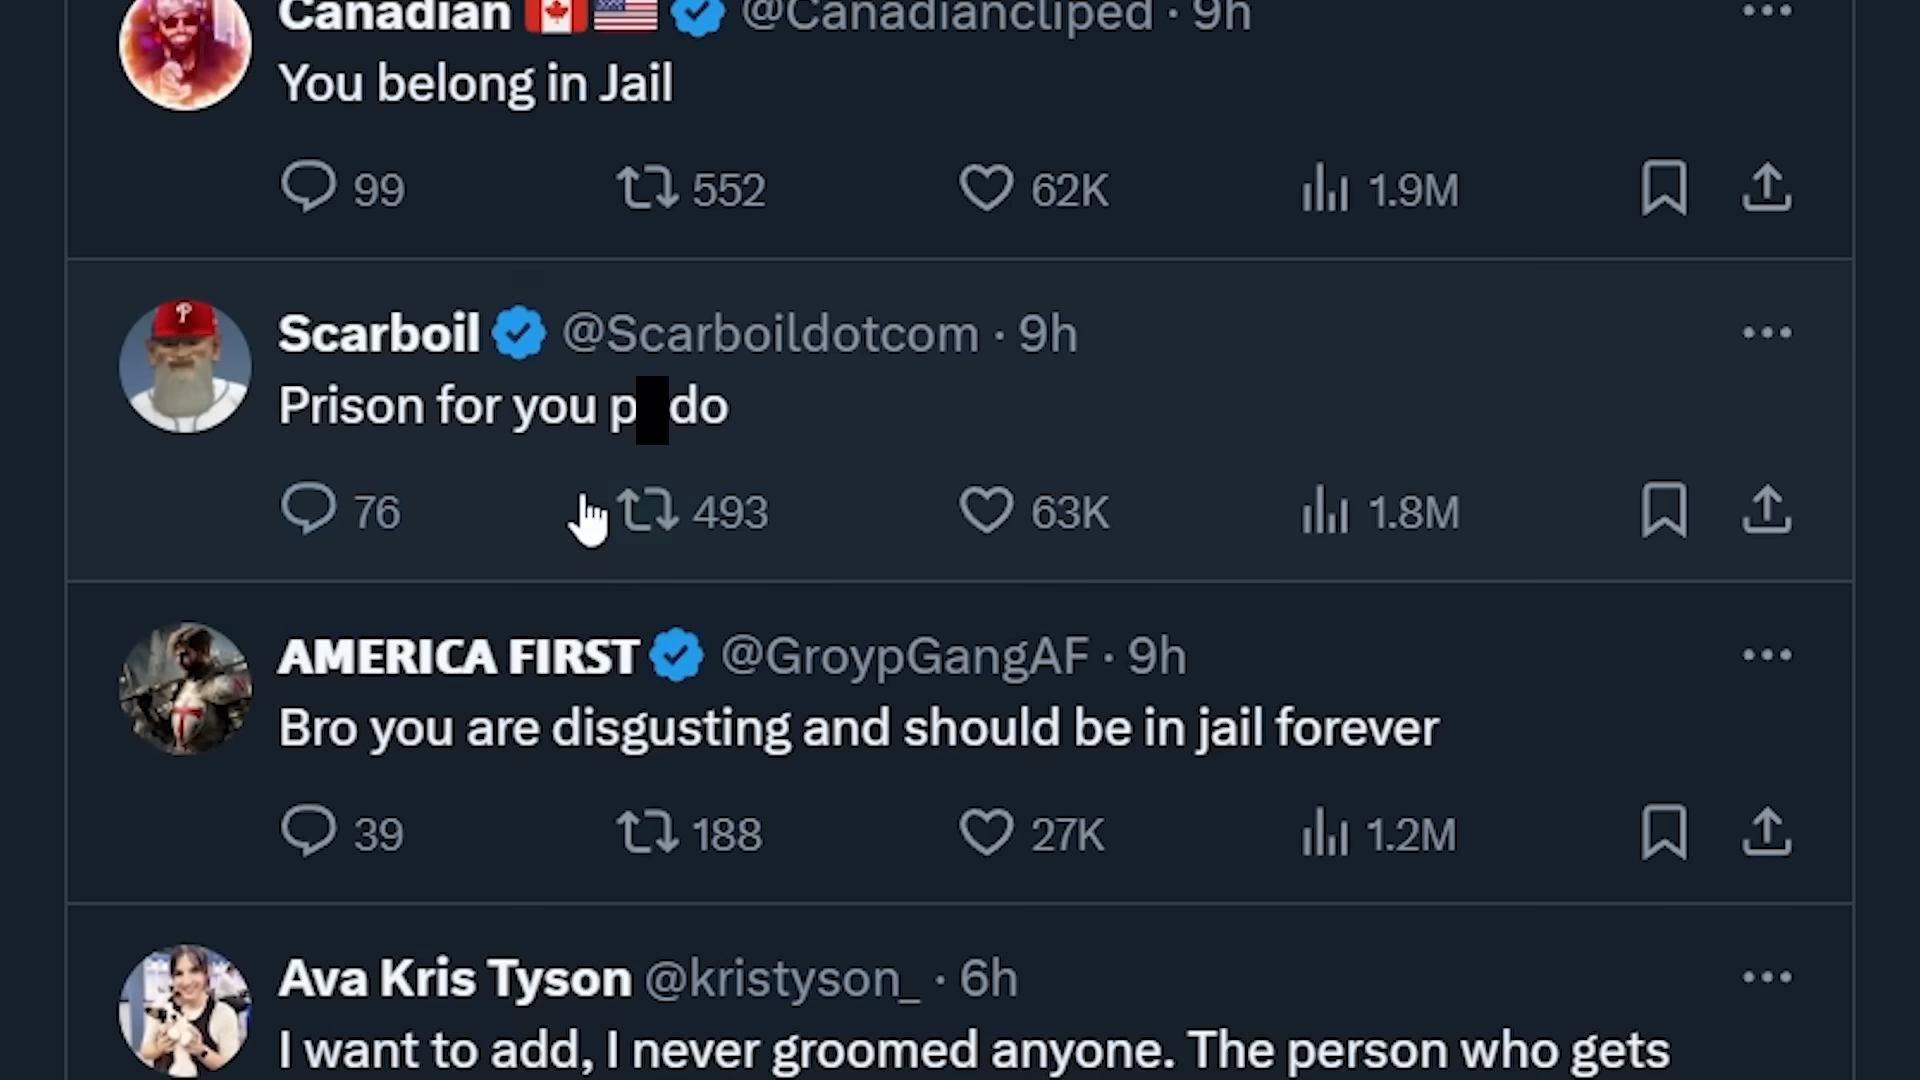 Canadian 🇨🇦🇺🇸 @Canadiancliped · 9h
You belong in Jail
99 552 62K 1.9M
Scarboil @Scarboildotcom · 9h
Prison for you p do
76 493 63K 1.8M
AMERICA FIRST @GroypGangAF · 9h
Bro you are disgusting and should be in jail forever
39 188 27K 1.2M
Ava Kris Tyson @kristyson_ · 6h
I want to add, I never groomed anyone. The person who gets